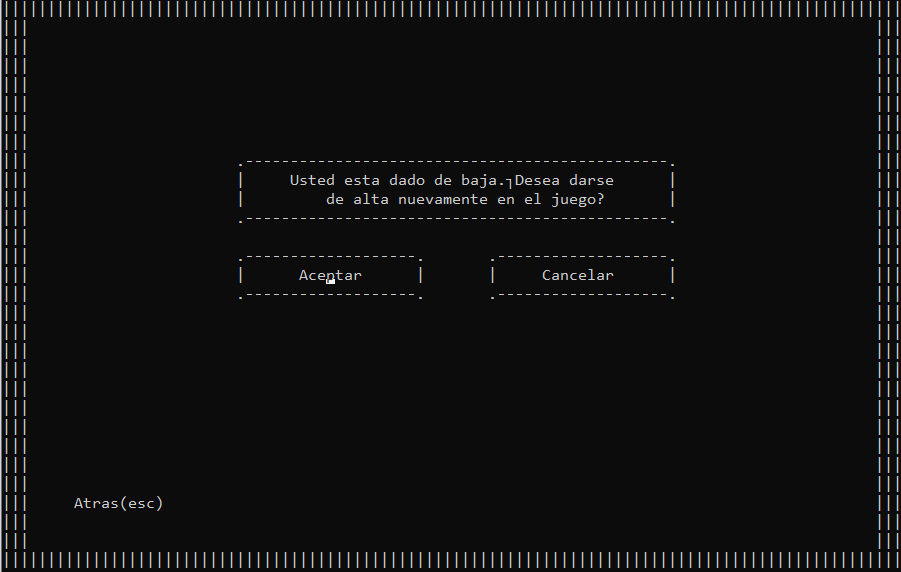 Usted esta dado de baja.┐Desea darse
de alta nuevamente en el juego?
Aceptar
Cancelar
Atras(esc)